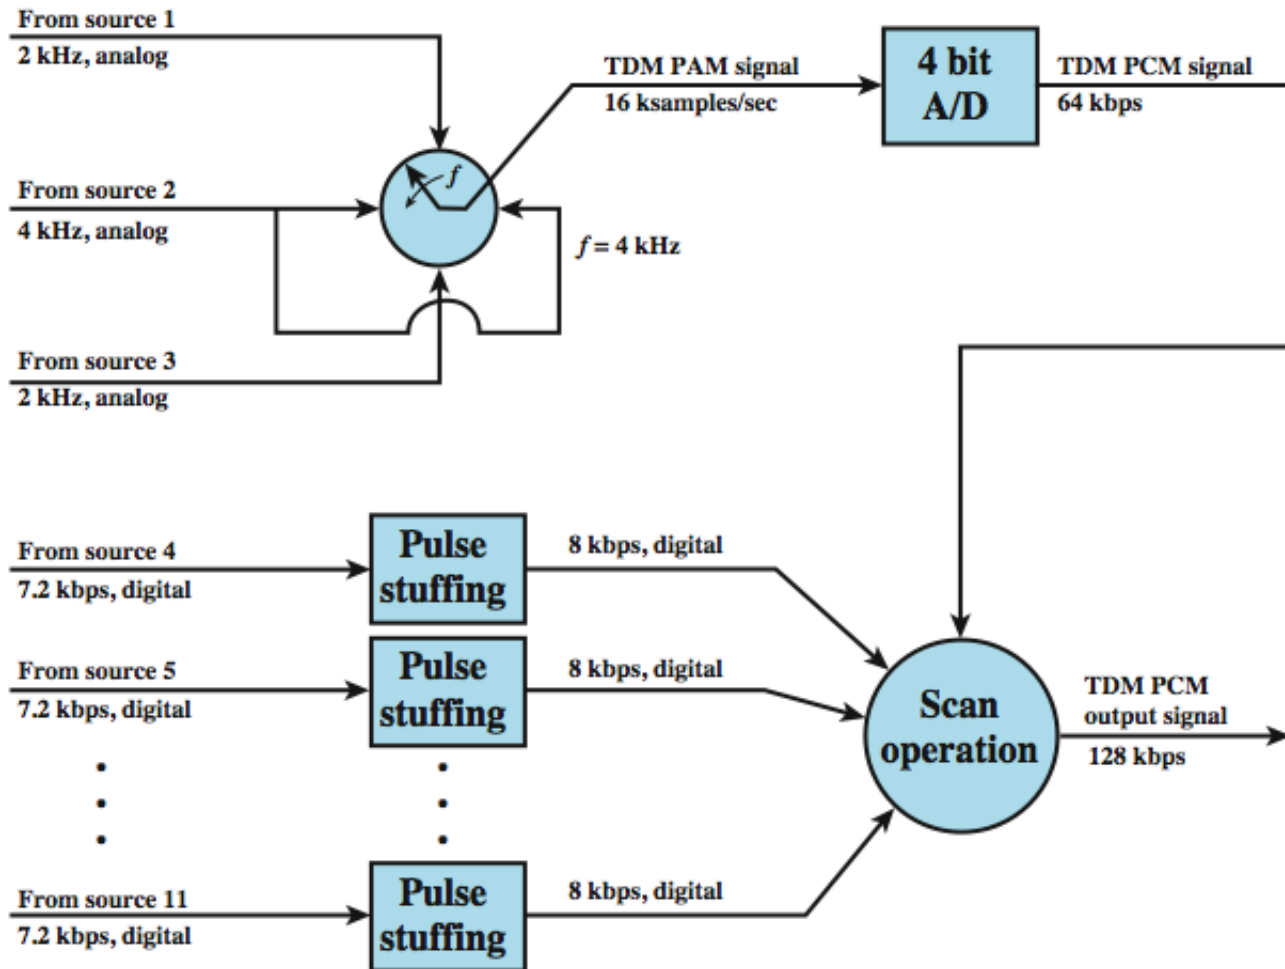 From source 1
2 kHz, analog
TDM PAM signal
16 ksamples/sec
4 bit
A/D
TDM PCM signal
64 kbps
From source 2
4 kHz, analog
f
f = 4 kHz
From source 3
2 kHz, analog
From source 4
7.2 kbps, digital
Pulse
stuffing
8 kbps, digital
From source 5
7.2 kbps, digital
Pulse
stuffing
8 kbps, digital
Scan
operation
TDM PCM
output signal
128 kbps
From source 11
7.2 kbps, digital
Pulse
stuffing
8 kbps, digital